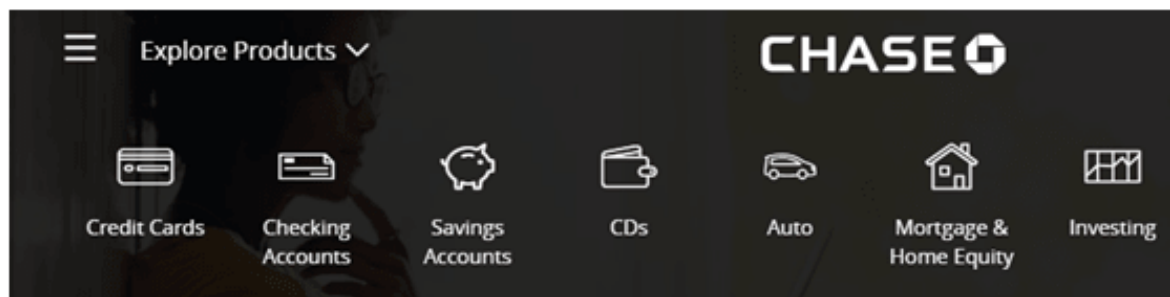 Explore Products
CHASE
Credit Cards
Checking
Accounts
Savings
Accounts
CDs
Auto
Mortgage &
Home Equity
Investing